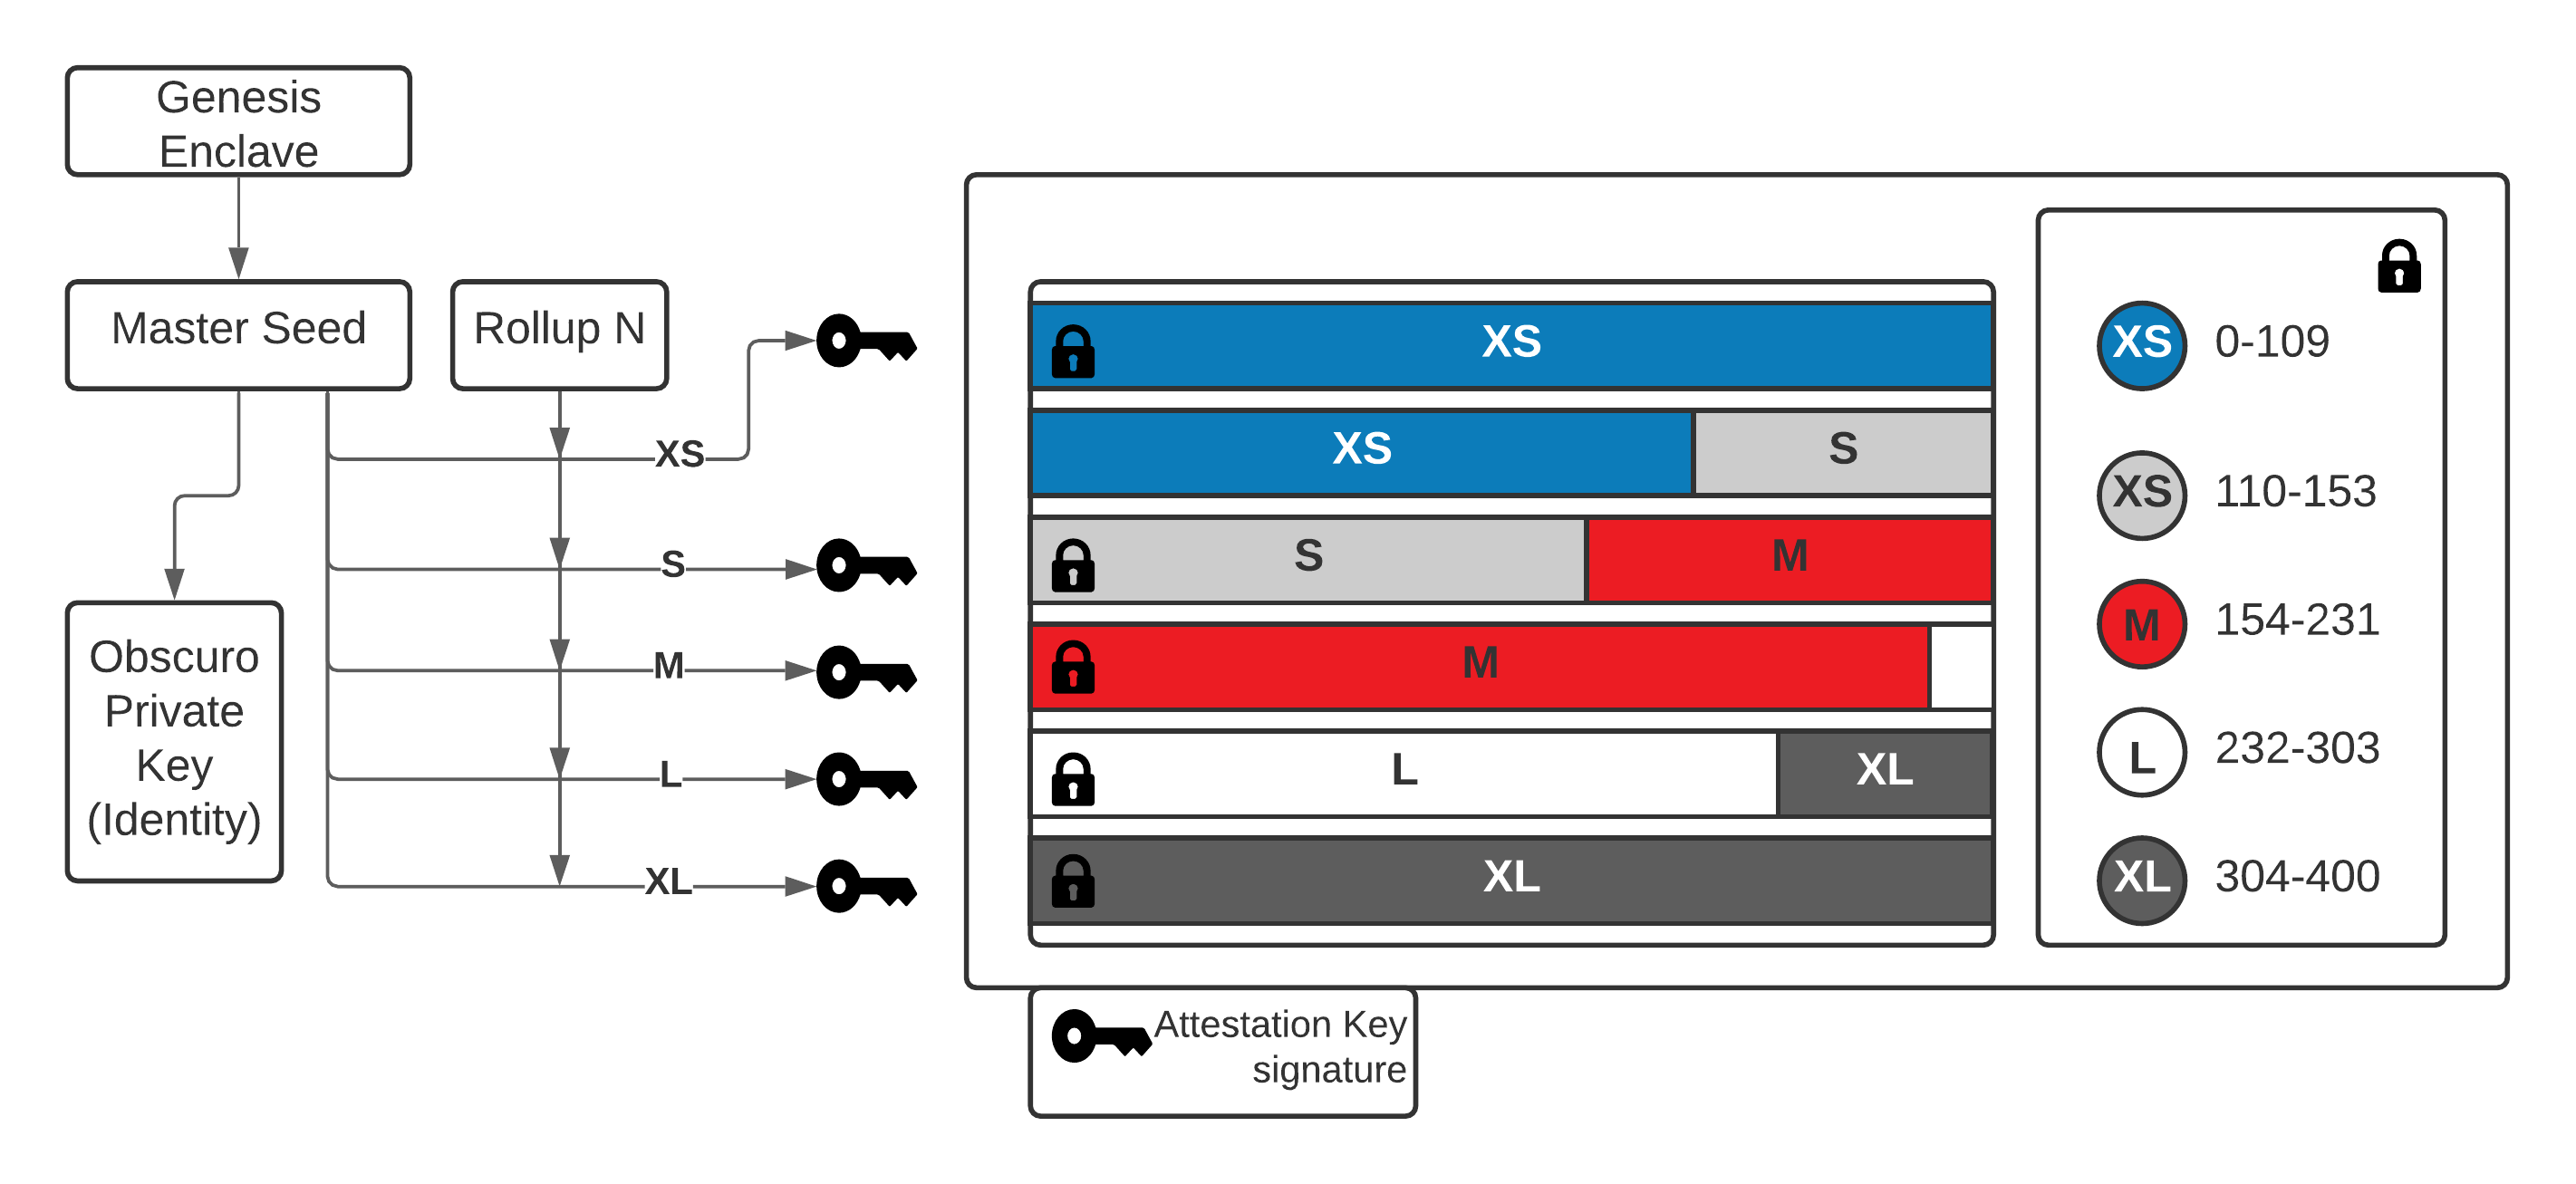 Genesis
Enclave
Master Seed
Rollup N
XS
S
M
L
XL
Obscuro
Private
Key
(Identity)
XS
XS S
S M
M
L XL
XL
XS 0-109
XS 110-153
M 154-231
L 232-303
XL 304-400
Attestation Key
signature